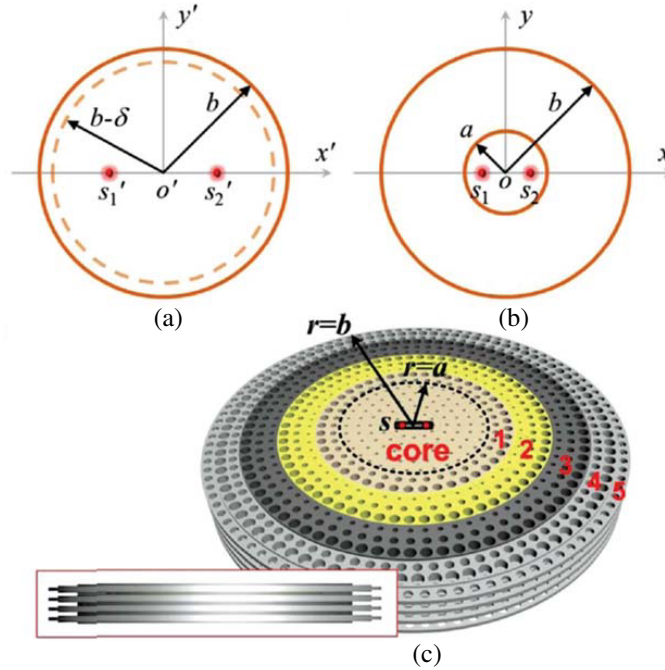 y'
b-δ
b
x'
s₁'
o'
s₂'
(a)
y
a
b
x
s₁
o
s₂
(b)
r=b
r=a
s
core
1
2
3
4
5
(c)